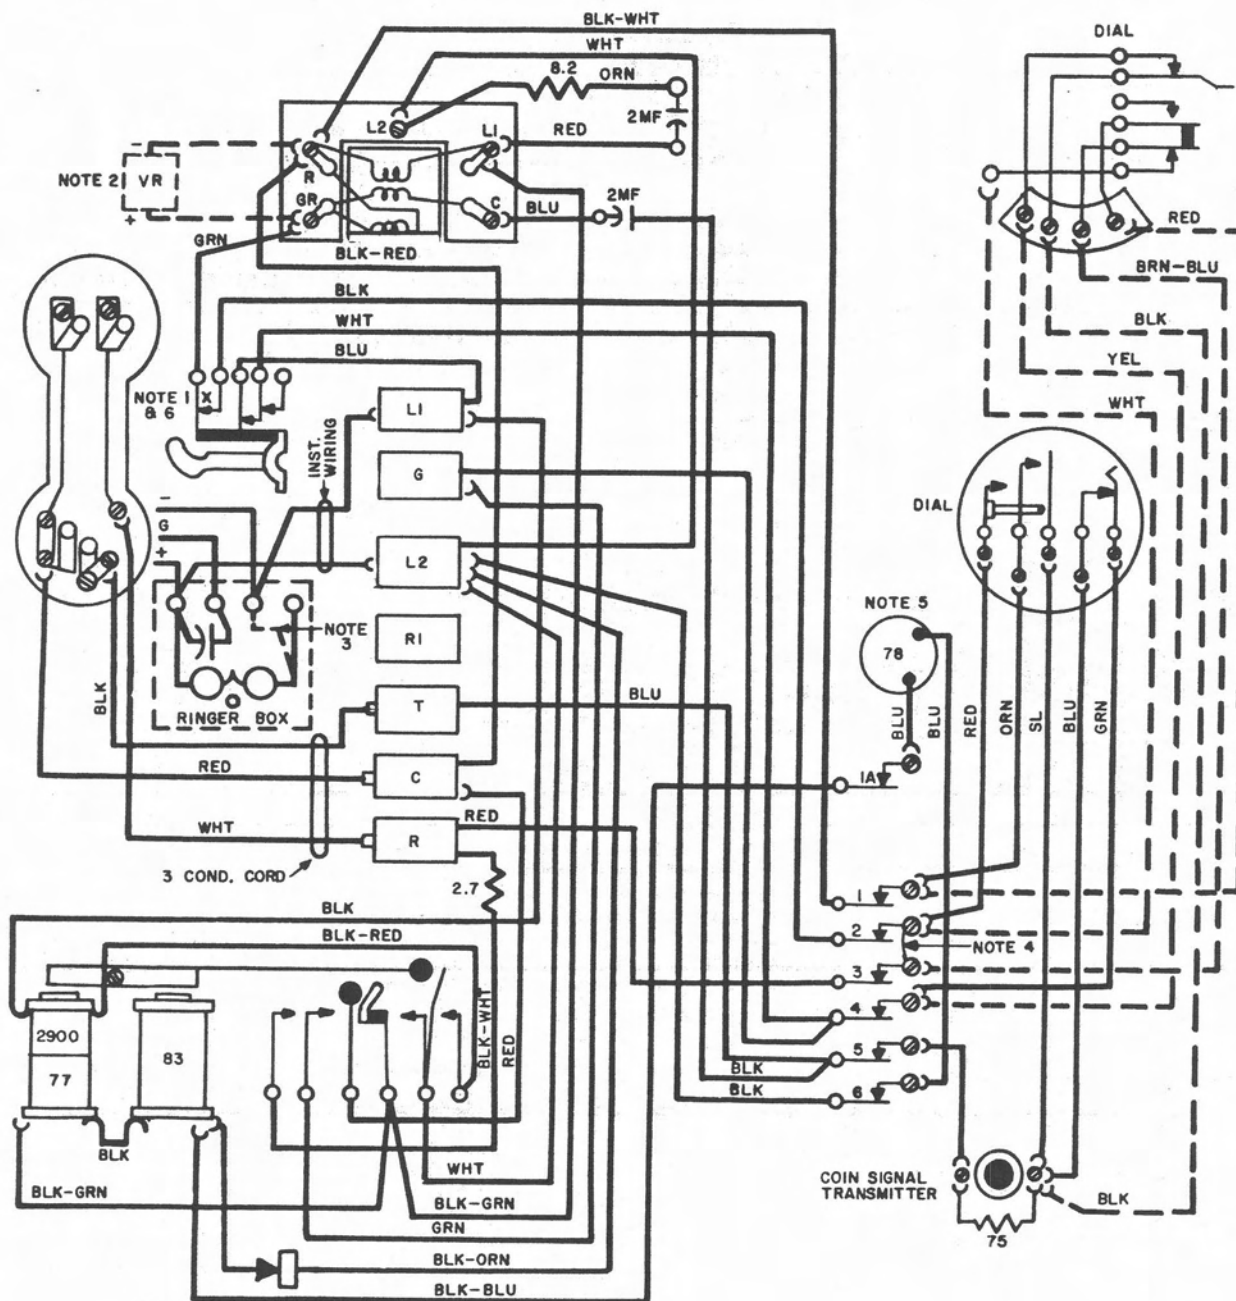 BLK-WHT
WHT
DIAL
8.2
ORN
L2
2MF
L1
RED
-
NOTE 2
VR
+
R
GR
C
BLU
2MF
GRN
BLK-RED
RED
BRN-BLU
BLK
WHT
BLU
BLK
YEL
WHT
NOTE 1 X
& 6
L1
INST.
WIRING
G
-
G
+
L2
DIAL
NOTE 3
R1
NOTE 5
78
BLK
RINGER BOX
T
BLU
BLU
BLU
RED
ORN
SL
BLU
GRN
RED
C
1A
WHT
R
RED
3 COND. CORD
2.7
1
BLK
BLK-RED
2
NOTE 4
3
BLK-WHT
RED
4
2900
77
83
5
BLK
BLK
6
BLK
WHT
COIN SIGNAL
TRANSMITTER
BLK-GRN
BLK-GRN
BLK
GRN
75
BLK-ORN
BLK-BLU